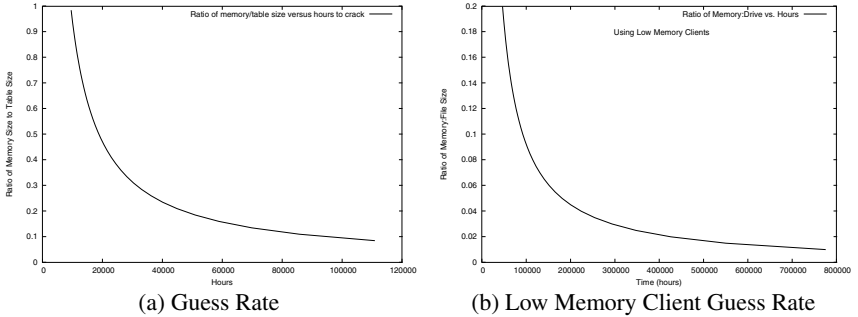 1
0.9
0.8
0.7
0.6
0.5
0.4
0.3
0.2
0.1
0
Ratio of Memory Size to Table Size
Ratio of memory/table size versus hours to crack
0 20000 40000 60000 80000 100000 120000
Hours
(a) Guess Rate
0.2
0.18
0.16
0.14
0.12
0.1
0.08
0.06
0.04
0.02
0
Ratio of Memory:File Size
Ratio of Memory:Drive vs. Hours
Using Low Memory Clients
0 100000 200000 300000 400000 500000 600000 700000 800000
Time (hours)
(b) Low Memory Client Guess Rate